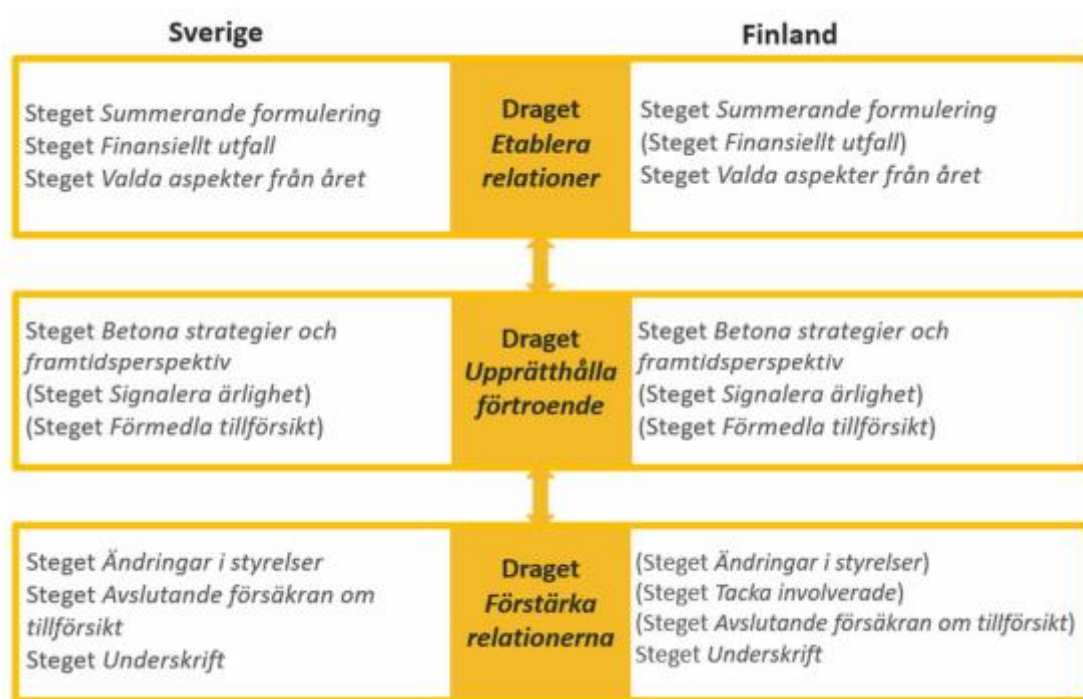 Sverige
Finland
Steget Summerande formulering
Steget Finansiellt utfall
Steget Valda aspekter från året
Draget
Etablera
relationer
Steget Summerande formulering
(Steget Finansiellt utfall)
Steget Valda aspekter från året
Steget Betona strategier och
framtidsperspektiv
(Steget Signalera ärlighet)
(Steget Förmedla tillförsikt)
Draget
Upprätthålla
förtroende
Steget Betona strategier och
framtidsperspektiv
(Steget Signalera ärlighet)
(Steget Förmedla tillförsikt)
Steget Ändringar i styrelser
Steget Avslutande försäkran om
tillförsikt
Steget Underskrift
Draget
Förstärka
relationerna
(Steget Ändringar i styrelser)
(Steget Tacka involverade)
(Steget Avslutande försäkran om tillförsikt)
Steget Underskrift